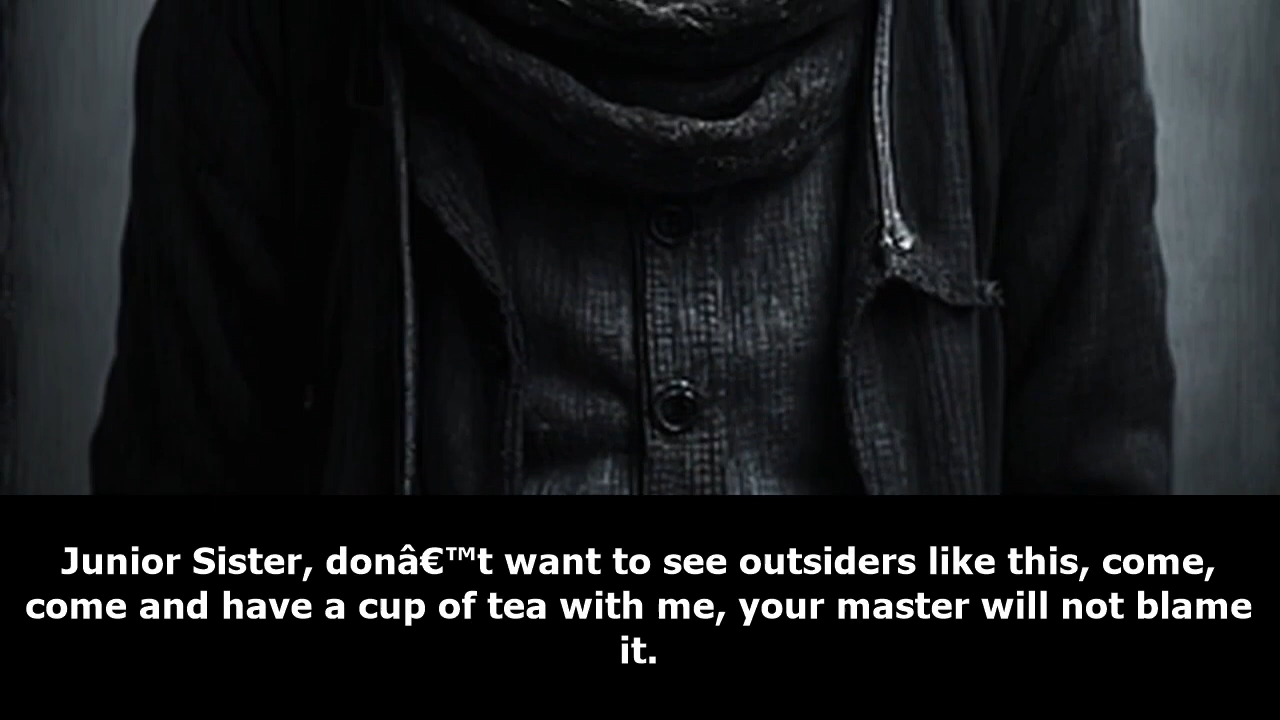 Junior Sister, donâ€™t want to see outsiders like this, come,
come and have a cup of tea with me, your master will not blame
it.